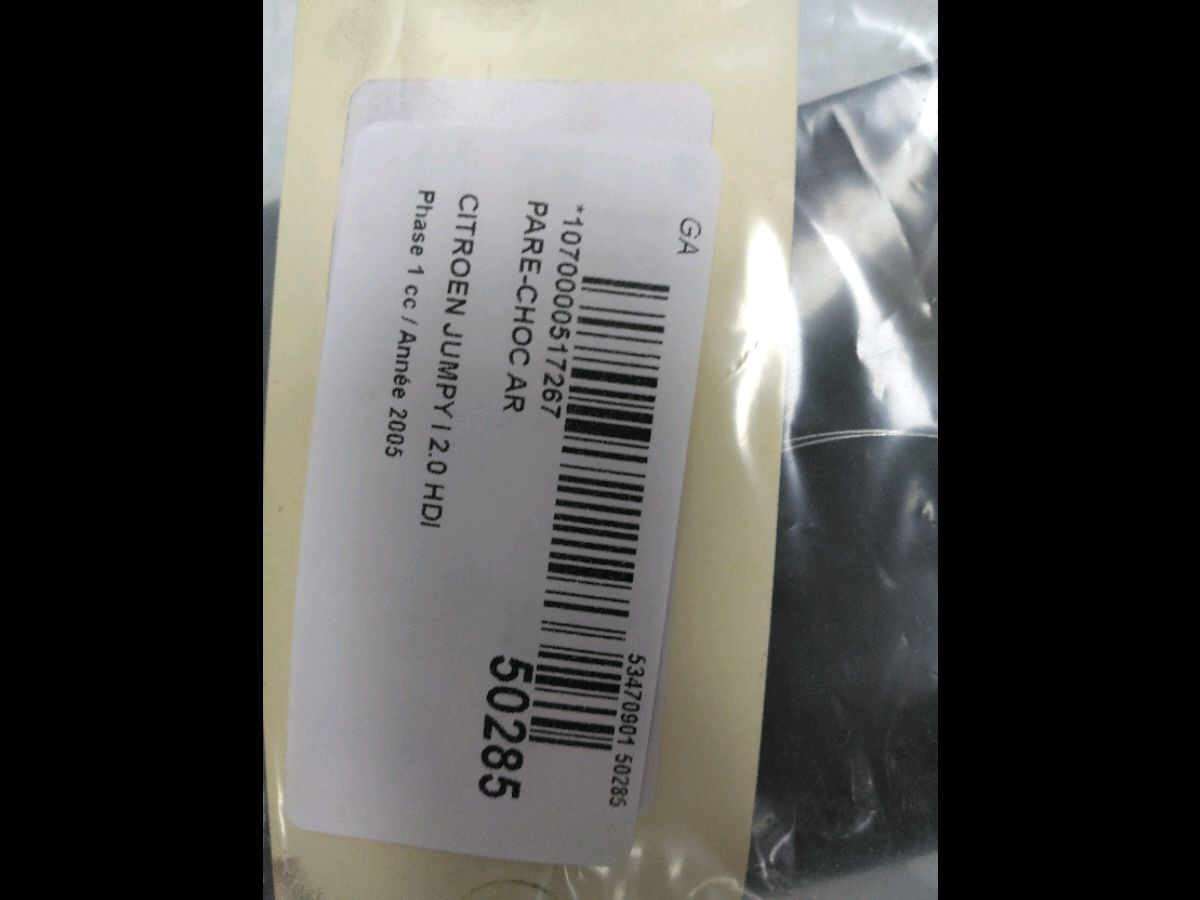 GA
53470901 50285
*1070000517267
PARE-CHOC AR
50285
CITROEN JUMPY I 2.0 HDI
Phase 1 cc / Année 2005